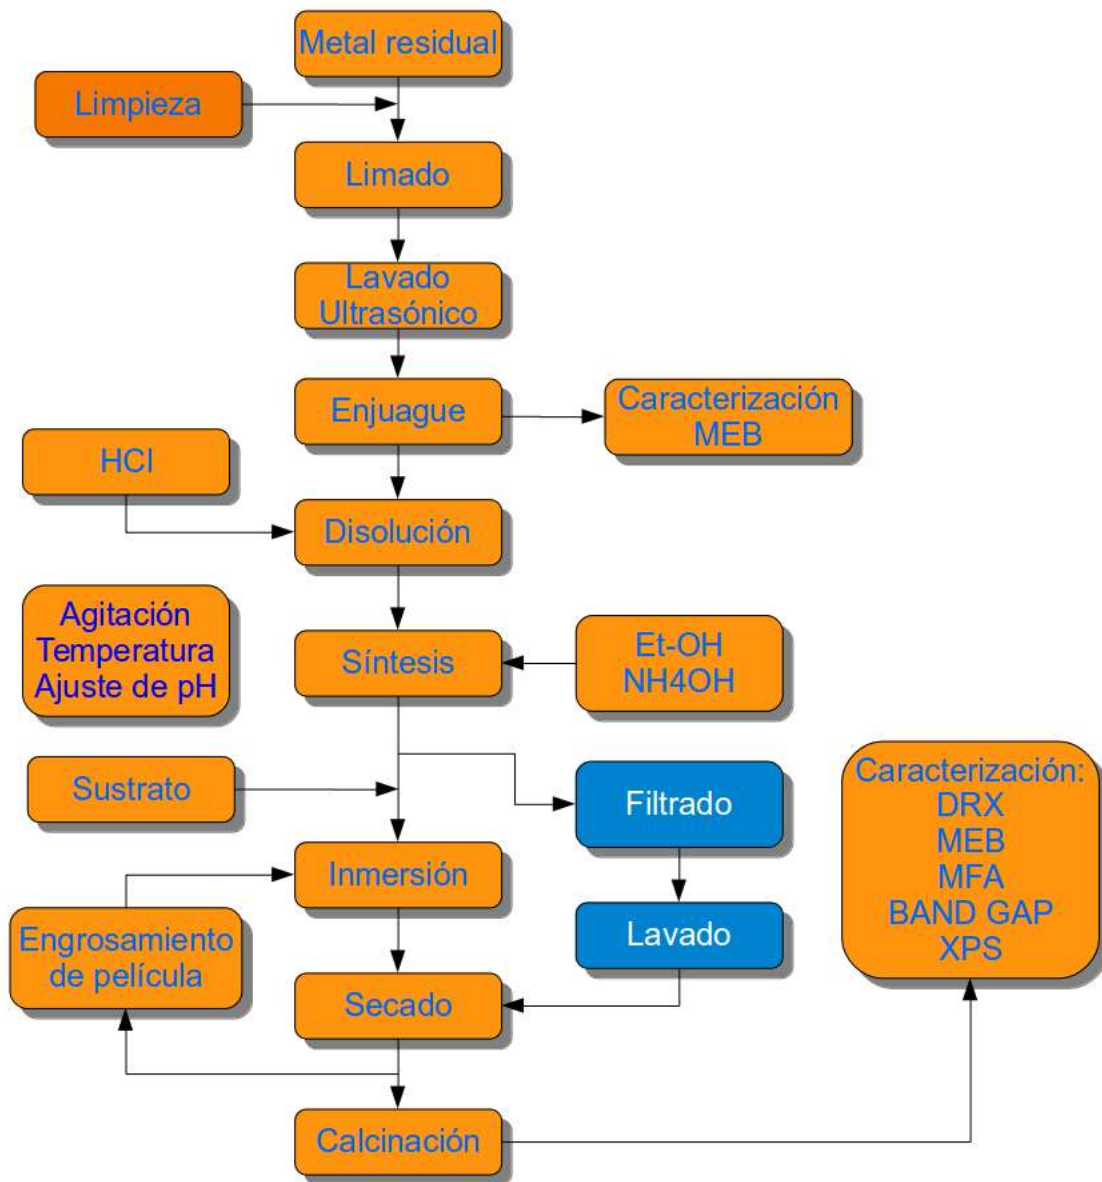 Metal residual
Limpieza
Limado
Lavado
Ultrasónico
Enjuague
Caracterización
MEB
HCl
Disolución
Agitación
Temperatura
Ajuste de pH
Síntesis
Et-OH
NH4OH
Sustrato
Filtrado
Caracterización:
DRX
MEB
MFA
BAND GAP
XPS
Inmersión
Lavado
Engrosamiento
de película
Secado
Calcinación